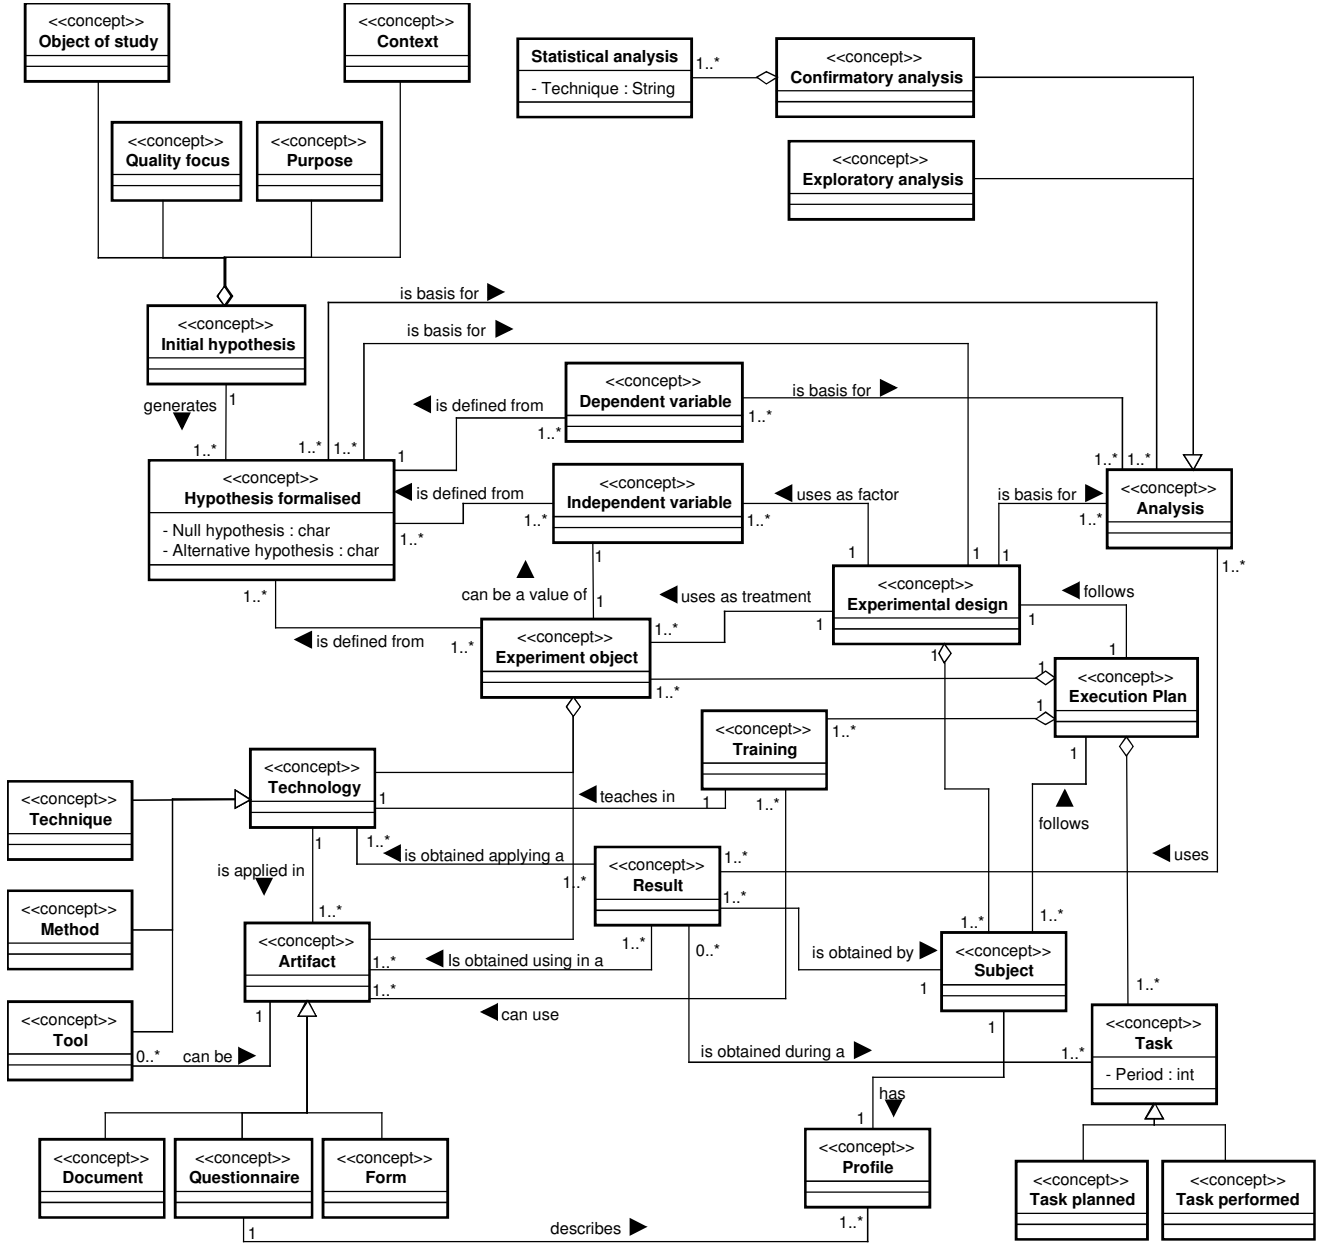 <<concept>>
Object of study
<<concept>>
Context
Statistical analysis
- Technique : String
1..*
<<concept>>
Confirmatory analysis
<<concept>>
Quality focus
<<concept>>
Purpose
<<concept>>
Exploratory analysis
is basis for
<<concept>>
Initial hypothesis
is basis for
1
generates
<<concept>>
Dependent variable
is basis for
is defined from
1..*
1..*
1..*
1..*
1..*
1
1..*
1..*
<<concept>>
Hypothesis formalised
- Null hypothesis : char
- Alternative hypothesis : char
is defined from
1..*
1..*
<<concept>>
Independent variable
uses as factor
1..*
is basis for
1..*
<<concept>>
Analysis
1
1
1
1
1..*
1..*
can be a value of
1
uses as treatment
<<concept>>
Experimental design
follows
is defined from
1..*
<<concept>>
Experiment object
1..*
1
1
1
1..*
1
1
<<concept>>
Execution Plan
1
1
<<concept>>
Training
1..*
<<concept>>
Technology
1
teaches in
1
1..*
<<concept>>
Technique
1
1..*
is obtained applying a
1..*
<<concept>>
Result
1..*
1..*
follows
uses
is applied in
1..*
<<concept>>
Method
<<concept>>
Artifact
1..*
Is obtained using in a
1..*
0..*
is obtained by
1..*
1..*
<<concept>>
Subject
1
1..*
can use
1..*
<<concept>>
Tool
0..*
can be
1
1
is obtained during a
1..*
<<concept>>
Task
- Period : int
has
1
<<concept>>
Document
<<concept>>
Questionnaire
<<concept>>
Form
<<concept>>
Profile
<<concept>>
Task planned
<<concept>>
Task performed
1
describes
1..*